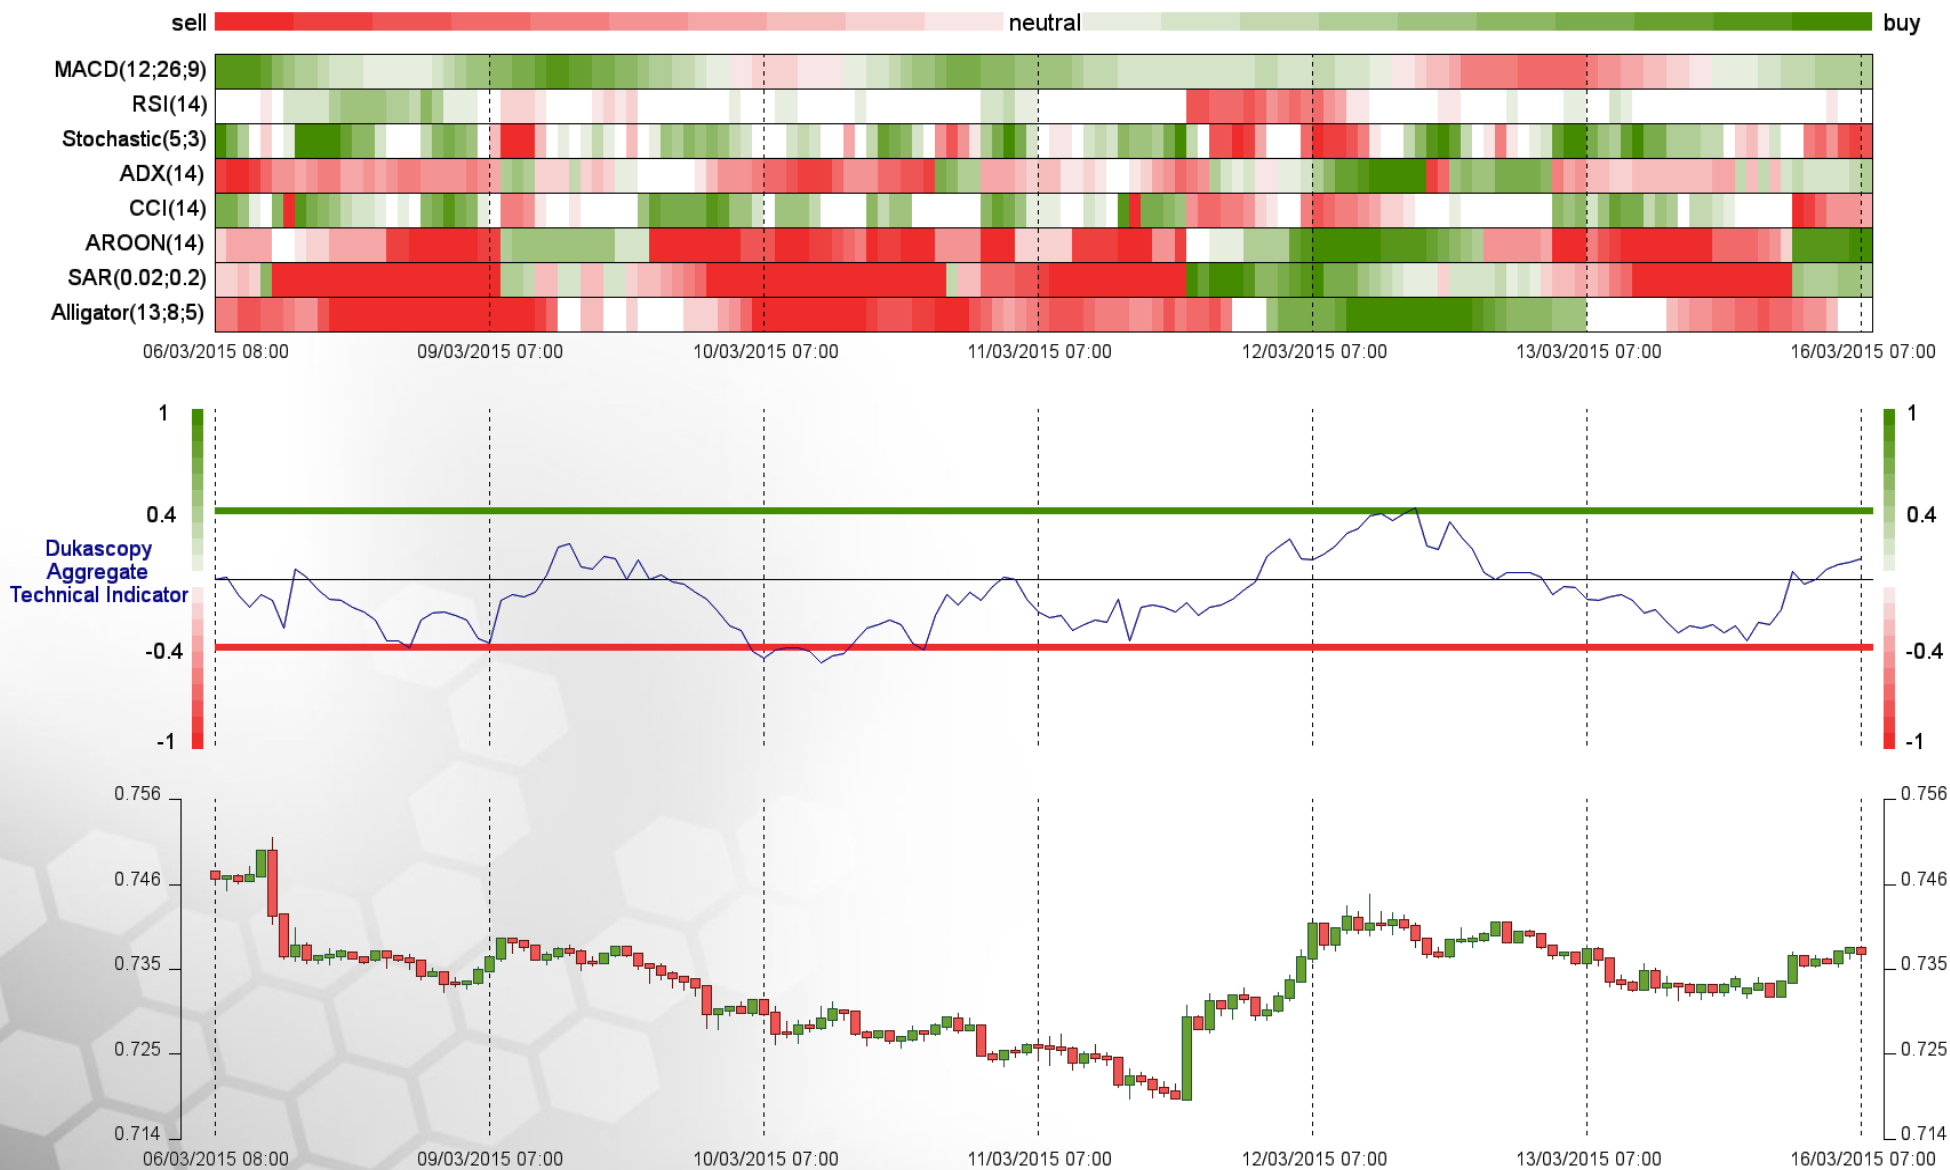 sell neutral buy
MACD(12;26;9)
RSI(14)
Stochastic(5;3)
ADX(14)
CCI(14)
AROON(14)
SAR(0.02;0.2)
Alligator(13;8;5)
06/03/2015 08:00 09/03/2015 07:00 10/03/2015 07:00 11/03/2015 07:00 12/03/2015 07:00 13/03/2015 07:00 16/03/2015 07:00
1 1
0.4 0.4
Dukascopy
Aggregate
Technical Indicator
-0.4 -0.4
-1 -1
0.756 0.756
0.746 0.746
0.735 0.735
0.725 0.725
0.714 0.714
06/03/2015 08:00 09/03/2015 07:00 10/03/2015 07:00 11/03/2015 07:00 12/03/2015 07:00 13/03/2015 07:00 16/03/2015 07:00